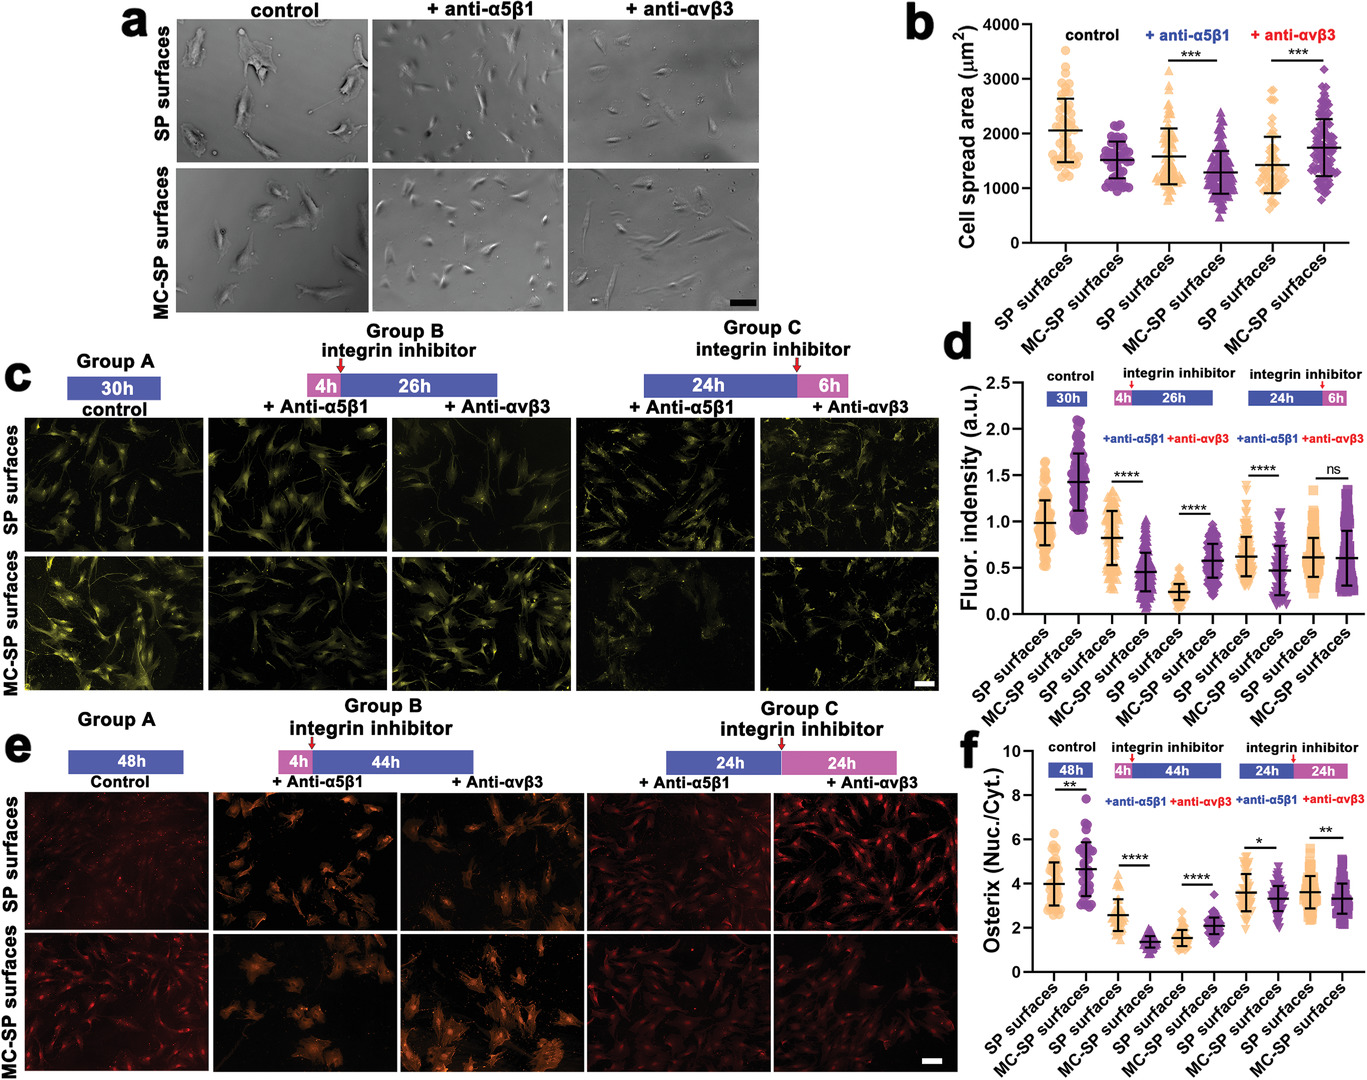 a
control
+ anti-α5β1
+ anti-αvβ3
SP surfaces
MC-SP surfaces
b
Cell spread area (µm²)
4000
3000
2000
1000
0
control
+ anti-α5β1
+ anti-αvβ3
***
***
SP surfaces
MC-SP surfaces
SP surfaces
MC-SP surfaces
SP surfaces
MC-SP surfaces
c
Group A
30h
control
Group B
integrin inhibitor
4h
26h
+ Anti-α5β1
+ Anti-αvβ3
Group C
integrin inhibitor
24h
6h
+ Anti-α5β1
+ Anti-αvβ3
SP surfaces
MC-SP surfaces
d
Fluor. indensity (a.u.)
2.5
2.0
1.5
1.0
0.5
0.0
control
30h
integrin inhibitor
4h
26h
+anti-α5β1
+anti-αvβ3
integrin inhibitor
24h
6h
+anti-α5β1
+anti-αvβ3
****
****
****
ns
SP surfaces
MC-SP surfaces
SP surfaces
MC-SP surfaces
SP surfaces
MC-SP surfaces
SP surfaces
MC-SP surfaces
SP surfaces
MC-SP surfaces
e
Group A
48h
Control
Group B
integrin inhibitor
4h
44h
+ Anti-α5β1
+ Anti-αvβ3
Group C
integrin inhibitor
24h
24h
+ Anti-α5β1
+ Anti-αvβ3
SP surfaces
MC-SP surfaces
f
Osterix (Nuc./Cyt.)
10
8
6
4
2
0
control
48h
integrin inhibitor
4h
44h
+anti-α5β1
+anti-αvβ3
integrin inhibitor
24h
24h
+anti-α5β1
+anti-αvβ3
**
****
****
*
**
SP surfaces
MC-SP surfaces
SP surfaces
MC-SP surfaces
SP surfaces
MC-SP surfaces
SP surfaces
MC-SP surfaces
SP surfaces
MC-SP surfaces